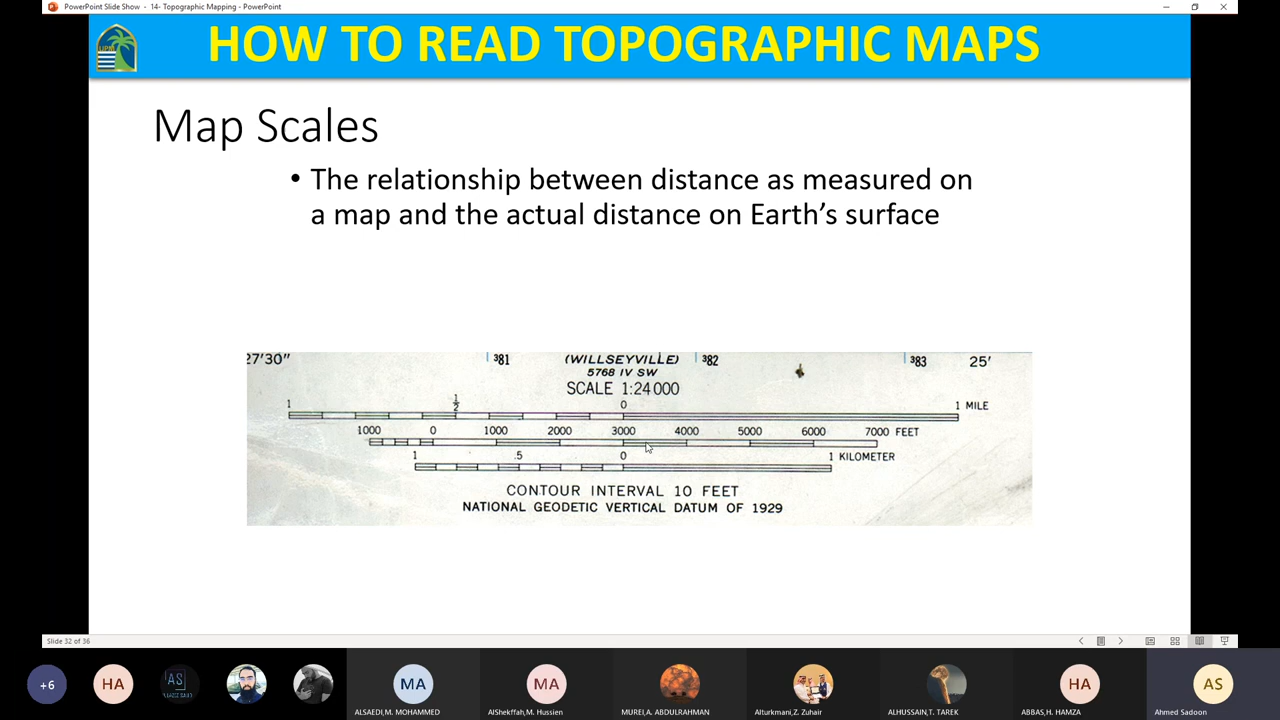 PowerPoint Slide Show - 14- Topographic Mapping - PowerPoint
HOW TO READ TOPOGRAPHIC MAPS
Map Scales
• The relationship between distance as measured on
a map and the actual distance on Earth’s surface
27'30" ³81 (WILLSEYVILLE) ³82 ³83 25'
5768 IV SW
SCALE 1:24 000
1 ½ 0 1 MILE
1000 0 1000 2000 3000 4000 5000 6000 7000 FEET
1 .5 0 1 KILOMETER
CONTOUR INTERVAL 10 FEET
NATIONAL GEODETIC VERTICAL DATUM OF 1929
Slide 32 of 36
+6 HA AS MA MA HA AS
ALSAEDI,M. MOHAMMED AlShekffah,M. Hussien MUREI,A. ABDULRAHMAN Alturkmani,Z. Zuhair ALHUSSAIN,T. TAREK ABBAS,H. HAMZA Ahmed Sadoon